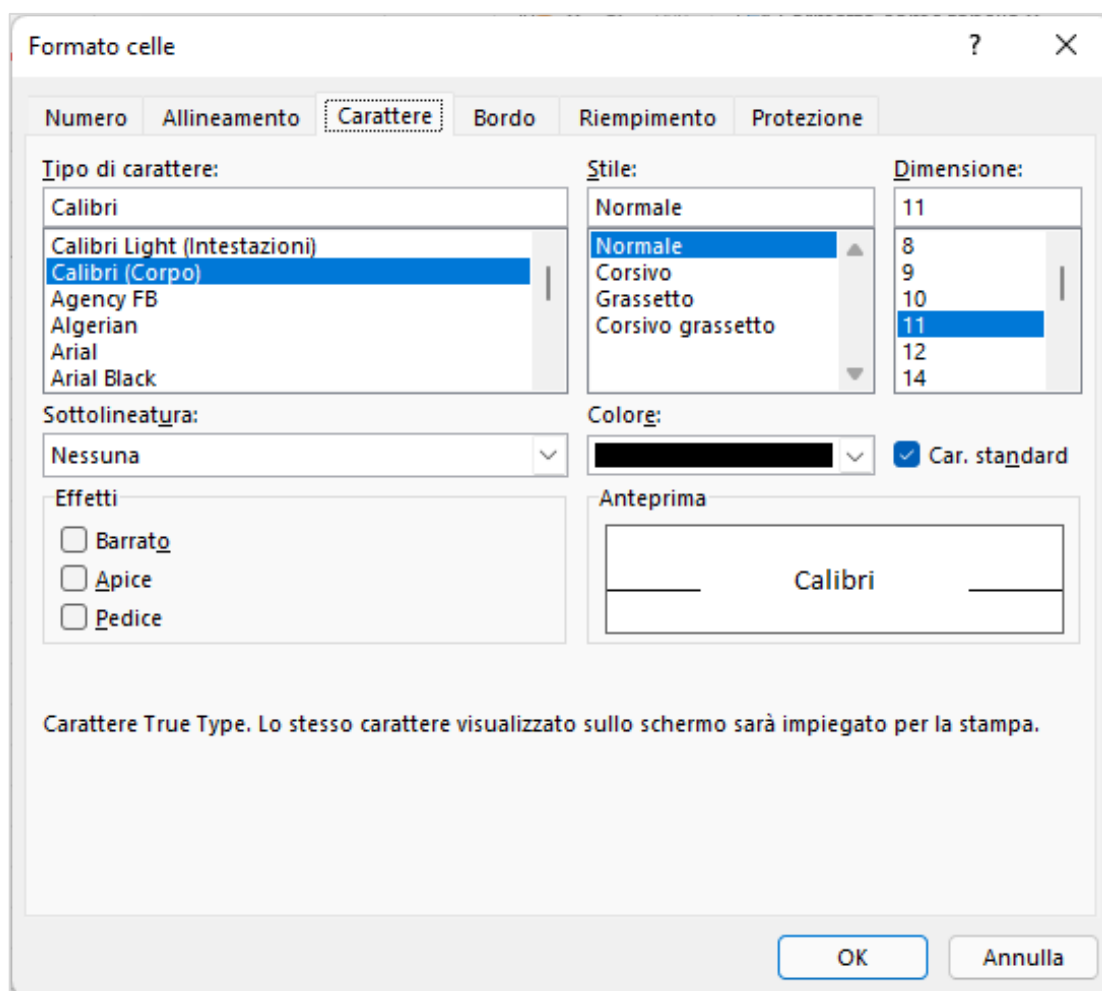 Formato celle ?
Numero Allineamento Carattere Bordo Riempimento Protezione
Tipo di carattere: Stile: Dimensione:
Calibri Normale 11
Calibri Light (Intestazioni) Normale 8
Calibri (Corpo) Corsivo 9
Agency FB Grassetto 10
Algerian Corsivo grassetto 11
Arial 12
Arial Black 14
Sottolineatura: Colore:
Nessuna Car. standard
Effetti Anteprima
Barrato
Apice Calibri
Pedice
Carattere True Type. Lo stesso carattere visualizzato sullo schermo sarà impiegato per la stampa.
OK Annulla